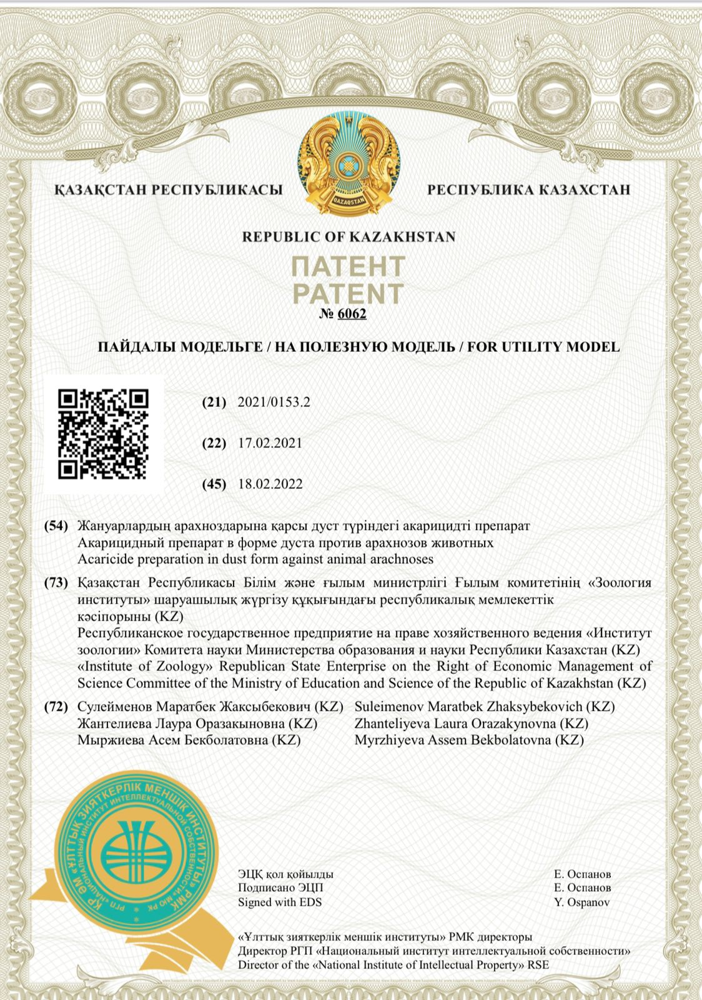 ҚАЗАҚСТАН РЕСПУБЛИКАСЫ
РЕСПУБЛИКА КАЗАХСТАН
QAZAQSTAN
REPUBLIC OF KAZAKHSTAN
ПАТЕНТ
PATENT
№ 6062
ПАЙДАЛЫ МОДЕЛЬГЕ / НА ПОЛЕЗНУЮ МОДЕЛЬ / FOR UTILITY MODEL
(21) 2021/0153.2
(22) 17.02.2021
(45) 18.02.2022
(54) Жануарлардың арахноздарына қарсы дуст түріндегі акарицидті препарат
Акарицидный препарат в форме дуста против арахнозов животных
Acaricide preparation in dust form against animal arachnoses
(73) Қазақстан Республикасы Білім және ғылым министрлігі Ғылым комитетінің «Зоология
институты» шаруашылық жүргізу құқығындағы республикалық мемлекеттік
кәсіпорыны (KZ)
Республиканское государственное предприятие на праве хозяйственного ведения «Институт
зоологии» Комитета науки Министерства образования и науки Республики Казахстан (KZ)
«Institute of Zoology» Republican State Enterprise on the Right of Economic Management of
Science Committee of the Ministry of Education and Science of the Republic of Kazakhstan (KZ)
(72) Сулейменов Маратбек Жаксыбекович (KZ) Suleimenov Maratbek Zhaksybekovich (KZ)
Жантелиева Лаура Оразакыновна (KZ) Zhanteliyeva Laura Orazakynovna (KZ)
Мыржиева Асем Бекболатовна (KZ) Myrzhiyeva Assem Bekbolatovna (KZ)
ҚР ӘМ «ҰЛТТЫҚ ЗИЯТКЕРЛІК МЕНШІК ИНСТИТУТЫ» РМК
РГП «НАЦИОНАЛЬНЫЙ ИНСТИТУТ ИНТЕЛЛЕКТУАЛЬНОЙ СОБСТВЕННОСТИ» МЮ РК
ЭЦҚ қол қойылды Е. Оспанов
Подписано ЭЦП Е. Оспанов
Signed with EDS Y. Ospanov
«Ұлттық зияткерлік меншік институты» РМК директоры
Директор РГП «Национальный институт интеллектуальной собственности»
Director of the «National Institute of Intellectual Property» RSE